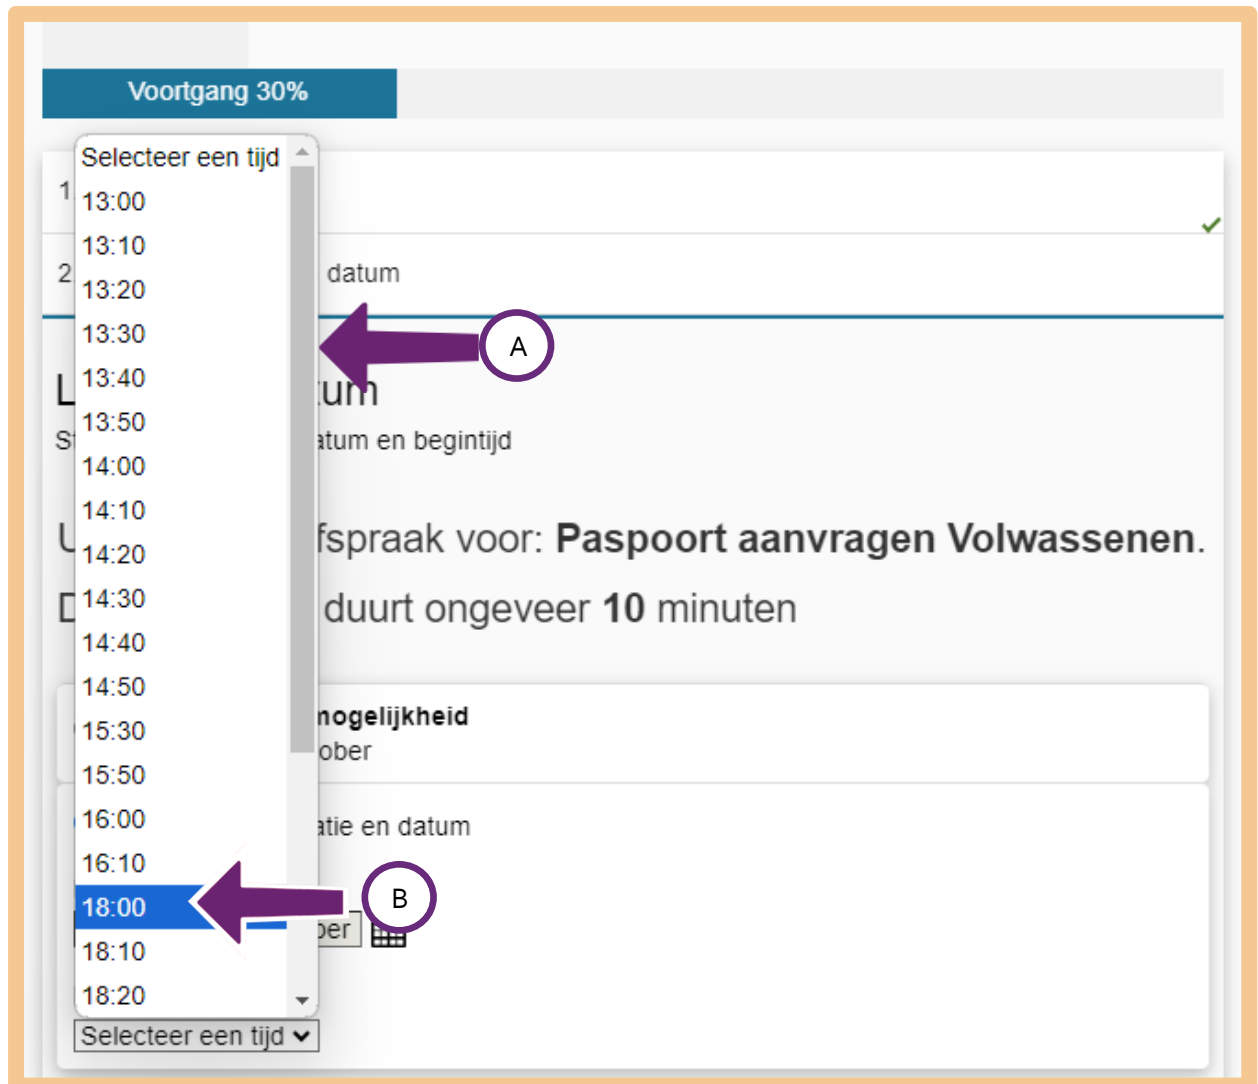 Voortgang 30%
Selecteer een tijd
1.
13:00
13:10
2
datum
13:20
13:30
A
13:40
13:50
atum en begintijd
14:00
14:10
fspraak voor: Paspoort aanvragen Volwassenen.
14:20
14:30
duurt ongeveer 10 minuten
14:40
14:50
mogelijkheid
15:30
ober
15:50
16:00
atie en datum
16:10
18:00
B
ber
18:10
18:20
Selecteer een tijd